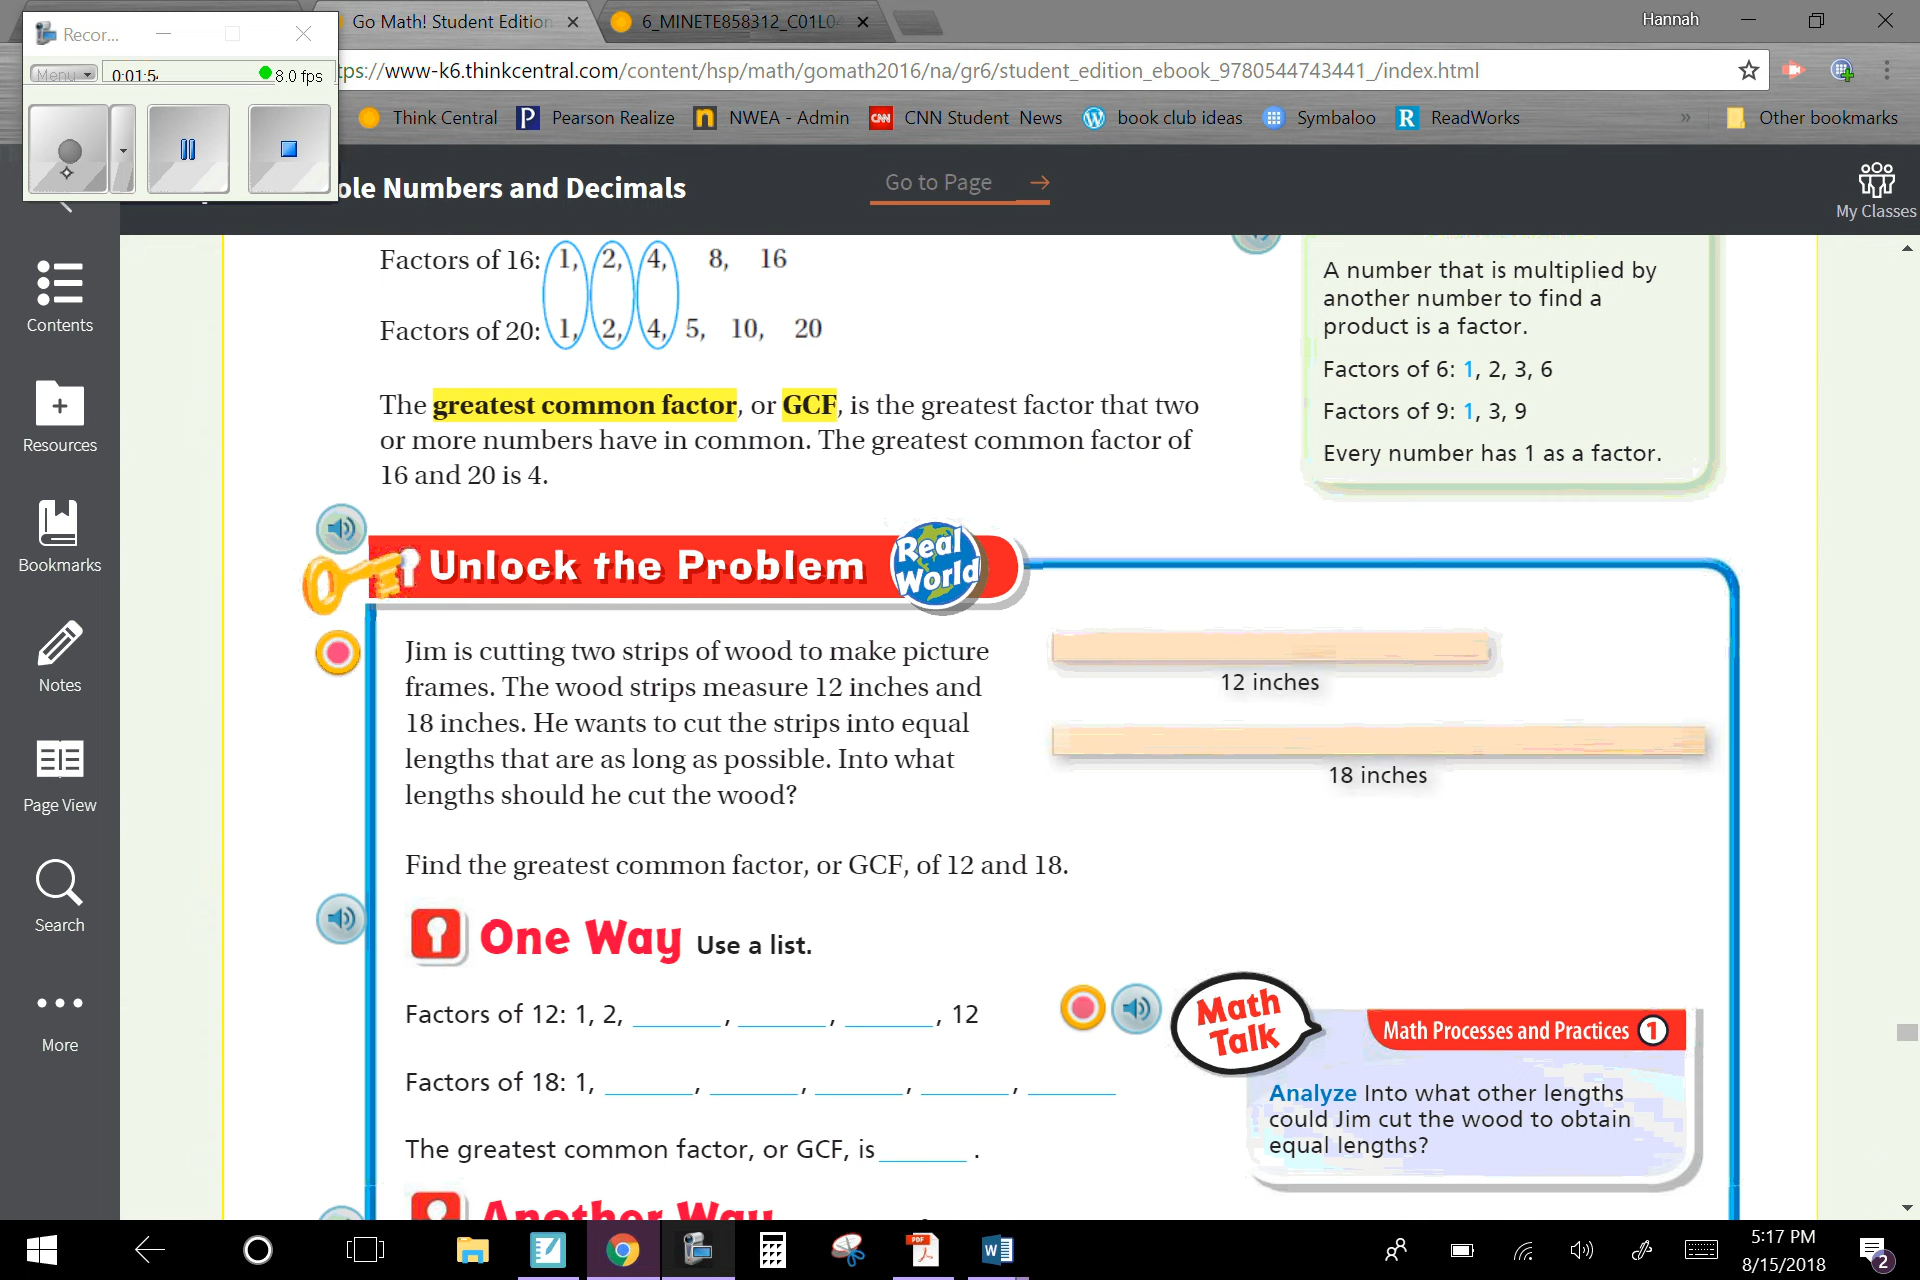 Recor...
Menu
8.0 fps
Go Math! Student Edition
6_MINETE858312_C01L0
Hannah
tps://www-k6.thinkcentral.com/content/hsp/math/gomath2016/na/gr6/student_edition_ebook_9780544743441_/index.html
Think Central
Pearson Realize
NWEA - Admin
CNN Student News
book club ideas
Symbaloo
ReadWorks
Other bookmarks
ole Numbers and Decimals
Go to Page
My Classes
Contents
Resources
Bookmarks
Notes
Page View
Search
More
Factors of 16: 1, 2, 4, 8, 16
Factors of 20: 1, 2, 4, 5, 10, 20
The greatest common factor, or GCF, is the greatest factor that two
or more numbers have in common. The greatest common factor of
16 and 20 is 4.
A number that is multiplied by
another number to find a
product is a factor.
Factors of 6: 1, 2, 3, 6
Factors of 9: 1, 3, 9
Every number has 1 as a factor.
Unlock the Problem
Real
World
Jim is cutting two strips of wood to make picture
frames. The wood strips measure 12 inches and
18 inches. He wants to cut the strips into equal
lengths that are as long as possible. Into what
lengths should he cut the wood?
12 inches
18 inches
Find the greatest common factor, or GCF, of 12 and 18.
One Way Use a list.
Factors of 12: 1, 2, ______, ______, ______, 12
Factors of 18: 1, ______, ______, ______, ______, ______
The greatest common factor, or GCF, is ______.
Math
Talk
Math Processes and Practices 1
Analyze Into what other lengths
could Jim cut the wood to obtain
equal lengths?
Another Way
5:17 PM
8/15/2018
2